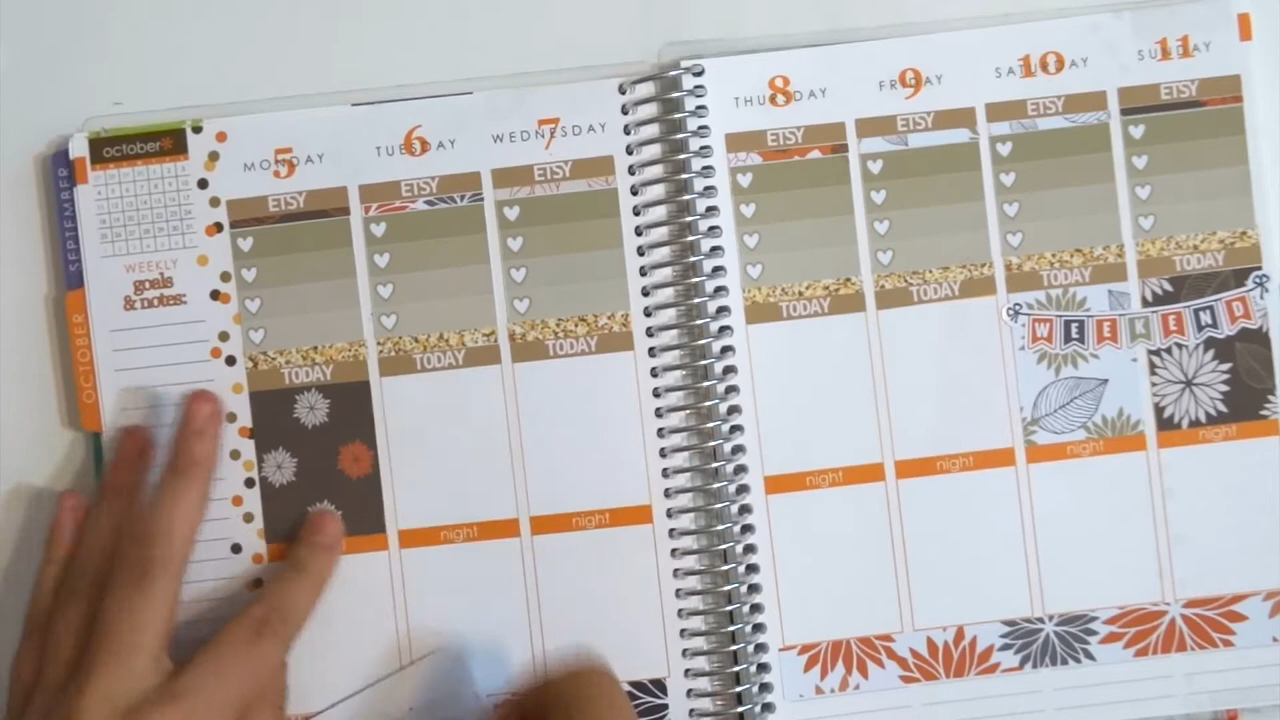 SEPTEMBER
OCTOBER
october
WEEKLY
goals
& notes:
5
MONDAY
6
TUESDAY
7
WEDNESDAY
8
THURSDAY
9
FRIDAY
10
SATURDAY
11
SUNDAY
ETSY
ETSY
ETSY
ETSY
ETSY
ETSY
ETSY
TODAY
TODAY
TODAY
TODAY
TODAY
TODAY
TODAY
WEEKEND
night
night
night
night
night
night